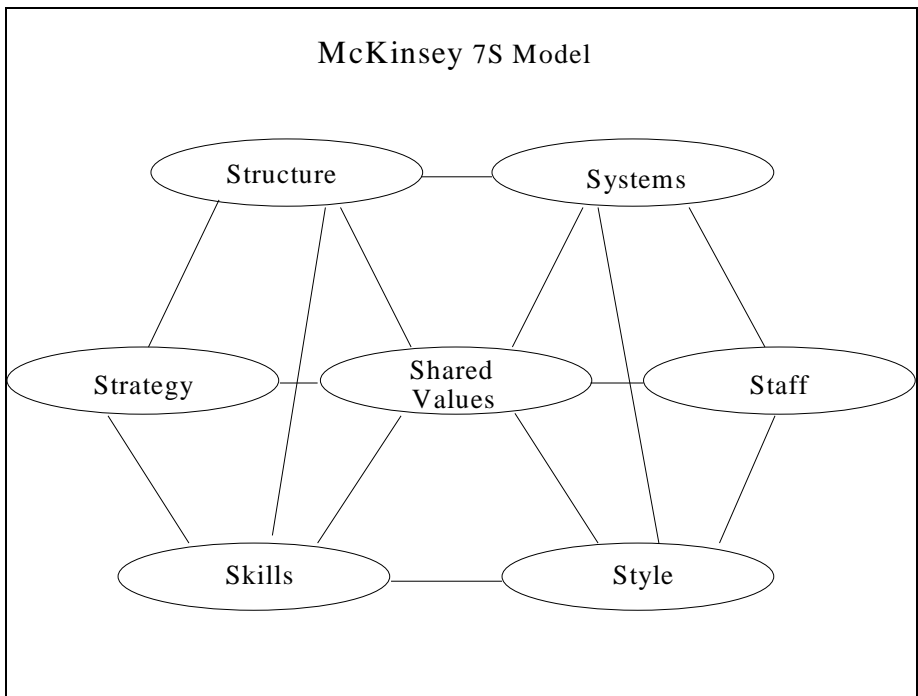 McKinsey 7S Model
Structure
Systems
Strategy
Shared
Values
Staff
Skills
Style